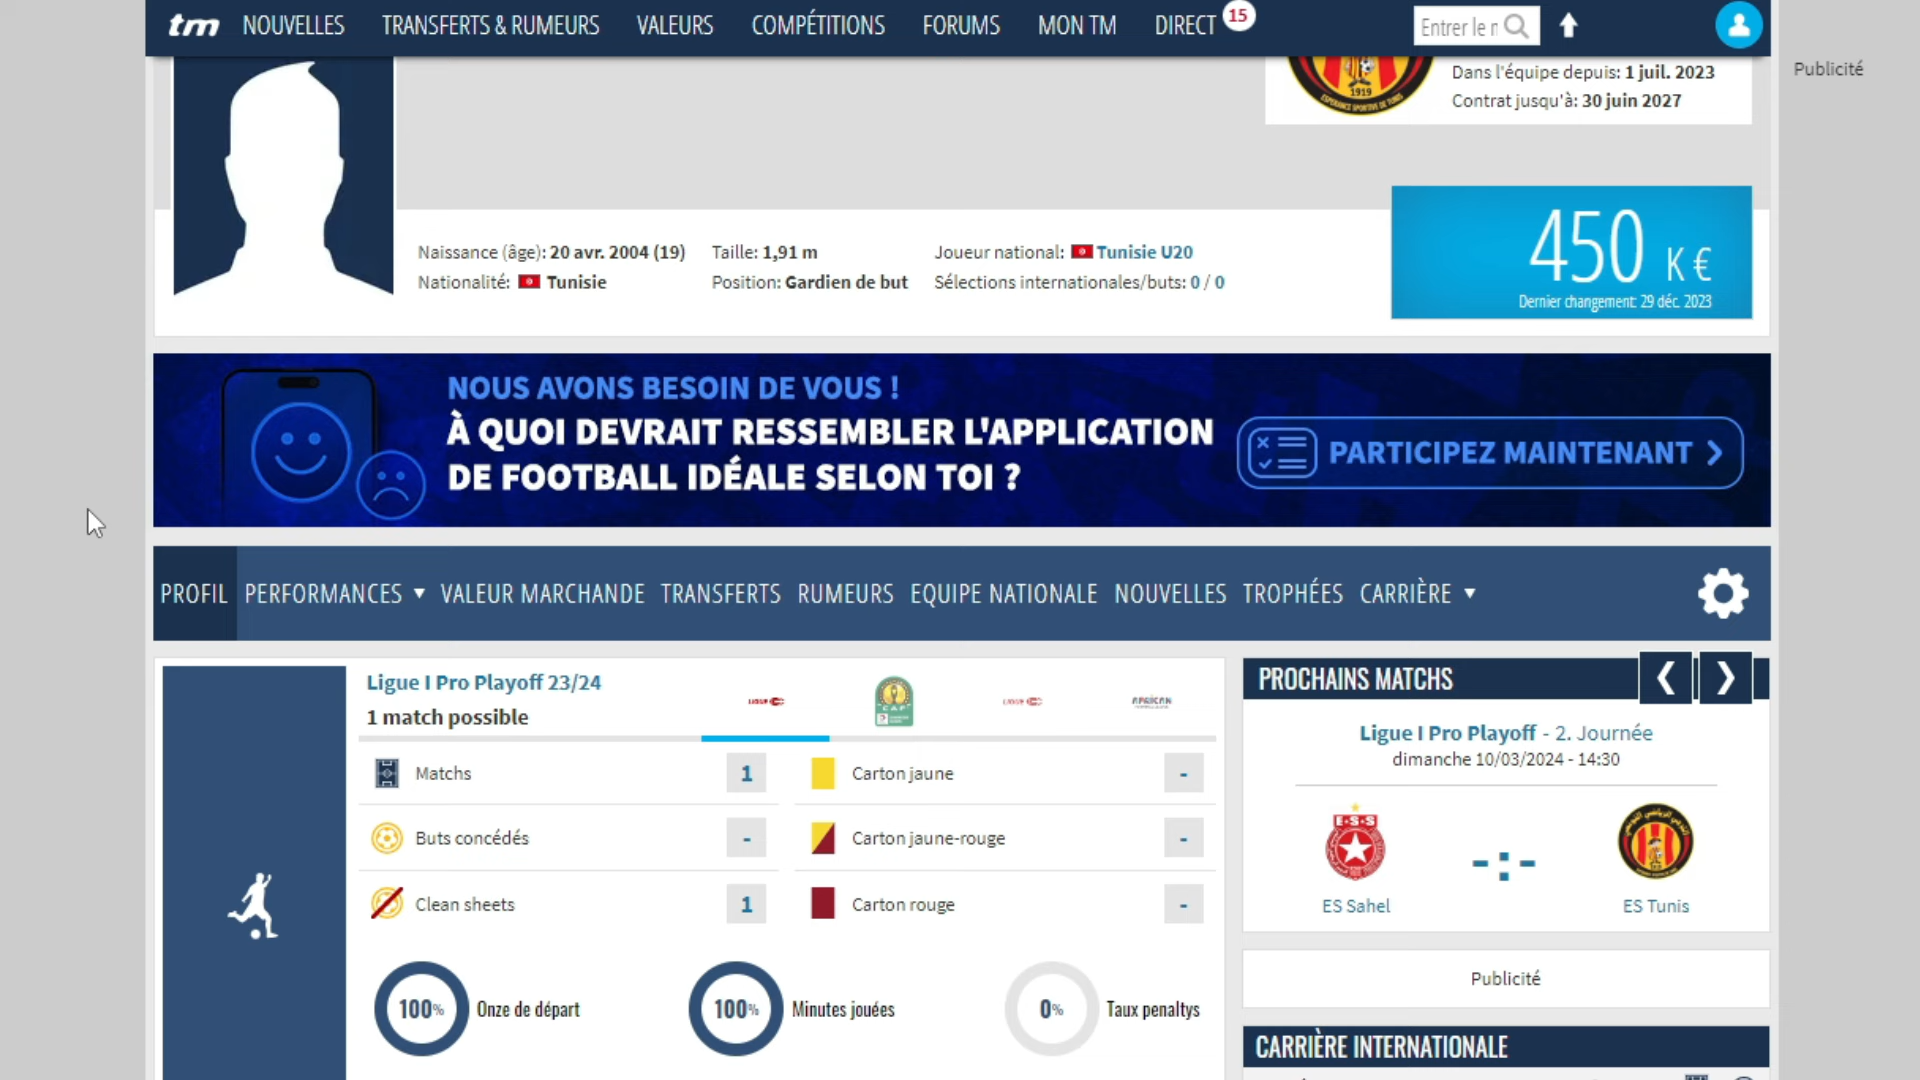 tm NOUVELLES TRANSFERTS & RUMEURS VALEURS COMPÉTITIONS FORUMS MON TM DIRECT 15 Entrer le n
Publicité
1919
ESPERANCE SPORTIVE DE TUNIS
Dans l'équipe depuis: 1 juil. 2023
Contrat jusqu'à: 30 juin 2027
450 K €
Dernier changement: 29 déc. 2023
Naissance (âge): 20 avr. 2004 (19) Taille: 1,91 m Joueur national: Tunisie U20
Nationalité: Tunisie Position: Gardien de but Sélections internationales/buts: 0 / 0
NOUS AVONS BESOIN DE VOUS !
À QUOI DEVRAIT RESSEMBLER L'APPLICATION
DE FOOTBALL IDÉALE SELON TOI ?
PARTICIPEZ MAINTENANT
PROFIL PERFORMANCES VALEUR MARCHANDE TRANSFERTS RUMEURS EQUIPE NATIONALE NOUVELLES TROPHÉES CARRIÈRE
Ligue I Pro Playoff 23/24
1 match possible
CAF
Matchs 1 Carton jaune -
Buts concédés - Carton jaune-rouge -
Clean sheets 1 Carton rouge -
100% Onze de départ 100% Minutes jouées 0% Taux penaltys
PROCHAINS MATCHS
Ligue I Pro Playoff - 2. Journée
dimanche 10/03/2024 - 14:30
E·S·S
-:-
ES Sahel ES Tunis
Publicité
CARRIÈRE INTERNATIONALE